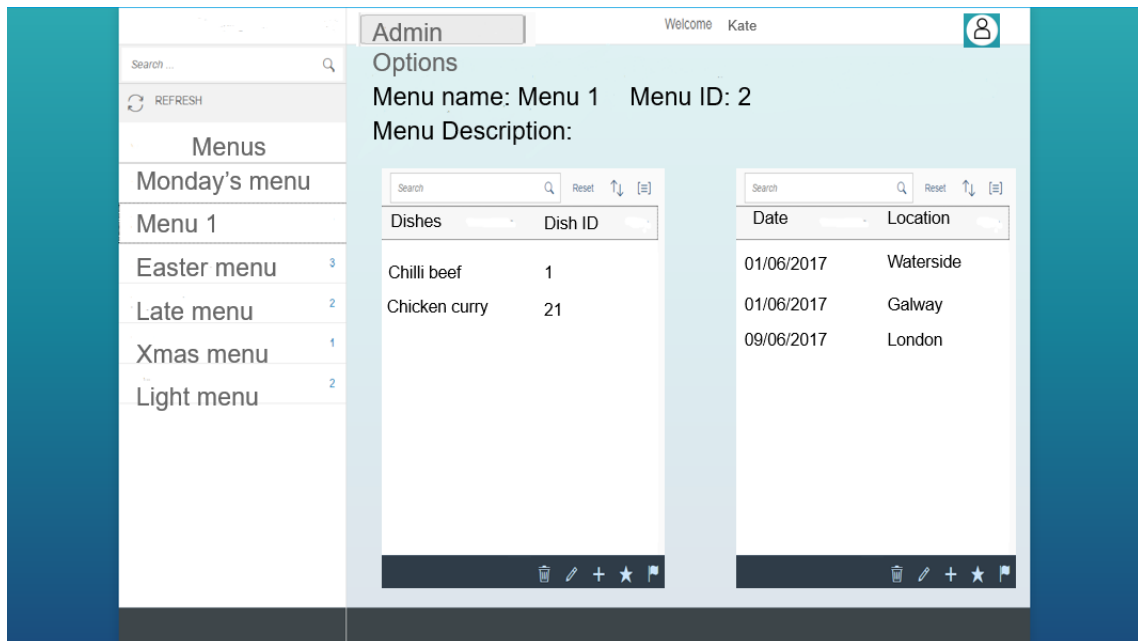 Admin
Welcome Kate
Search ...
REFRESH
Menus
Monday's menu
Menu 1
Easter menu 3
Late menu 2
Xmas menu 1
Light menu 2
Options
Menu name: Menu 1 Menu ID: 2
Menu Description:
Search Reset
Dishes Dish ID
Chilli beef 1
Chicken curry 21
Search Reset
Date Location
01/06/2017 Waterside
01/06/2017 Galway
09/06/2017 London